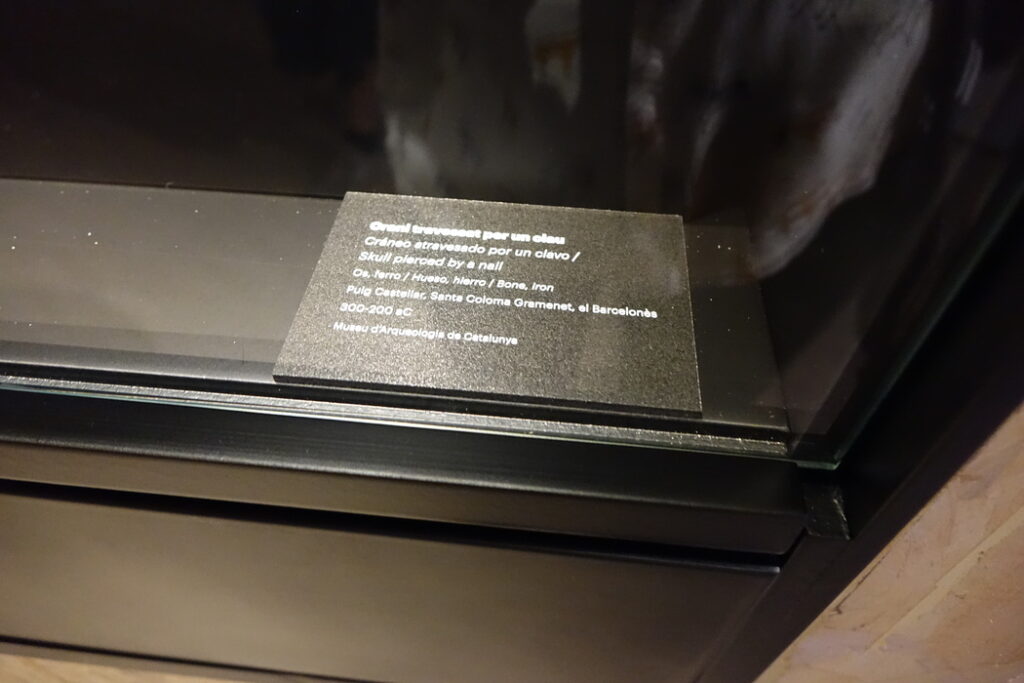 Crani travessat per un clau
Cráneo atravesado por un clavo /
Skull pierced by a nail
Os, ferro / Hueso, hierro / Bone, iron
Puig Castellar, Santa Coloma Gramenet, el Barcelonès
300-200 aC
Museu d'Arqueologia de Catalunya